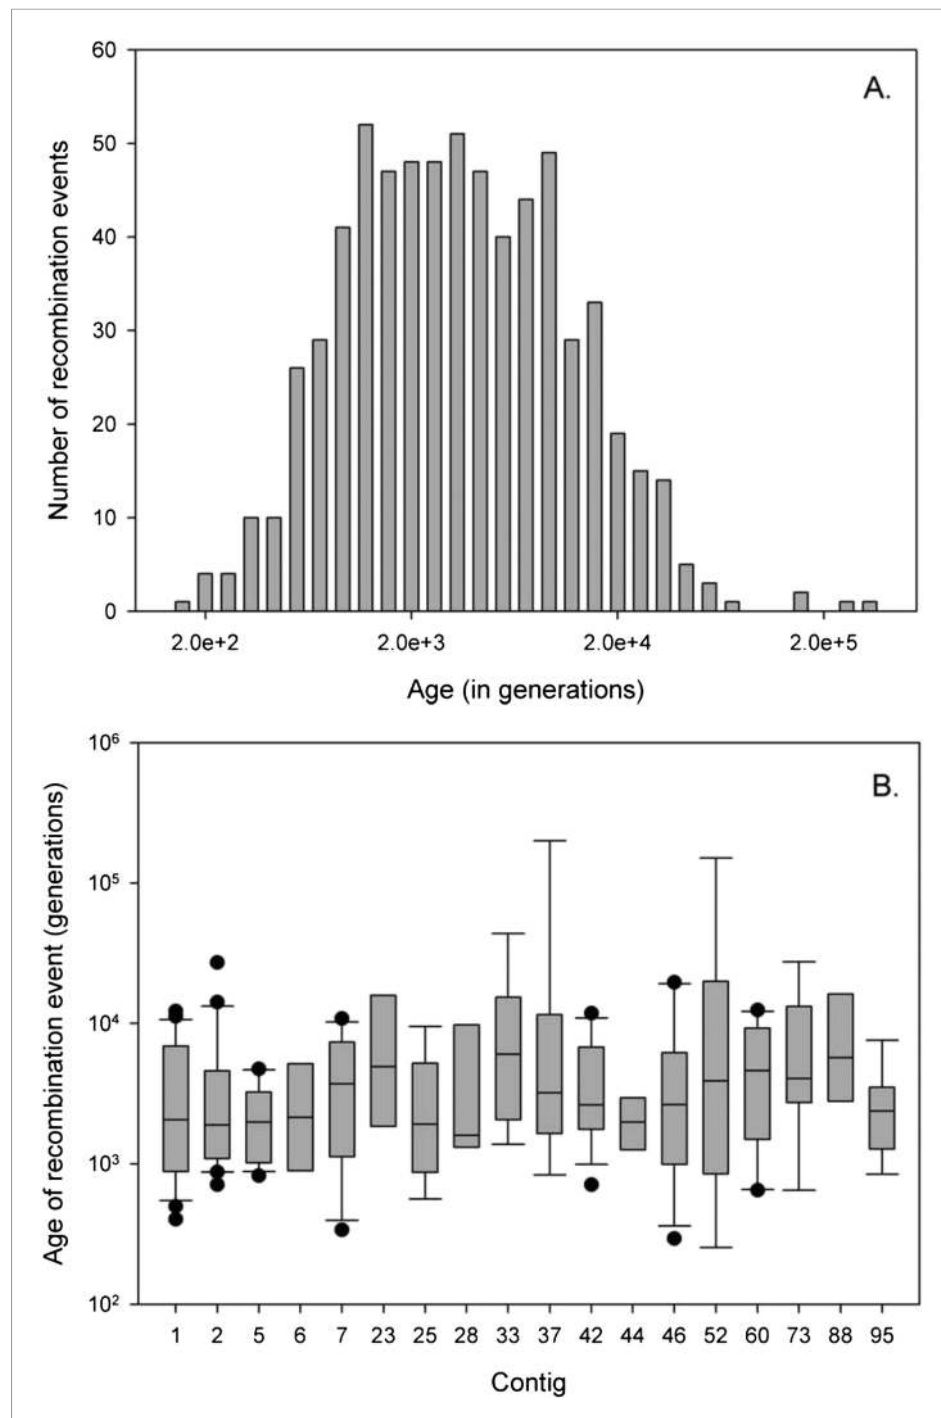 A.
Number of recombination events
60
50
40
30
20
10
0
2.0e+2 2.0e+3 2.0e+4 2.0e+5
Age (in generations)
B.
Age of recombination event (generations)
10⁶
10⁵
10⁴
10³
10²
1 2 5 6 7 23 25 28 33 37 42 44 46 52 60 73 88 95
Contig